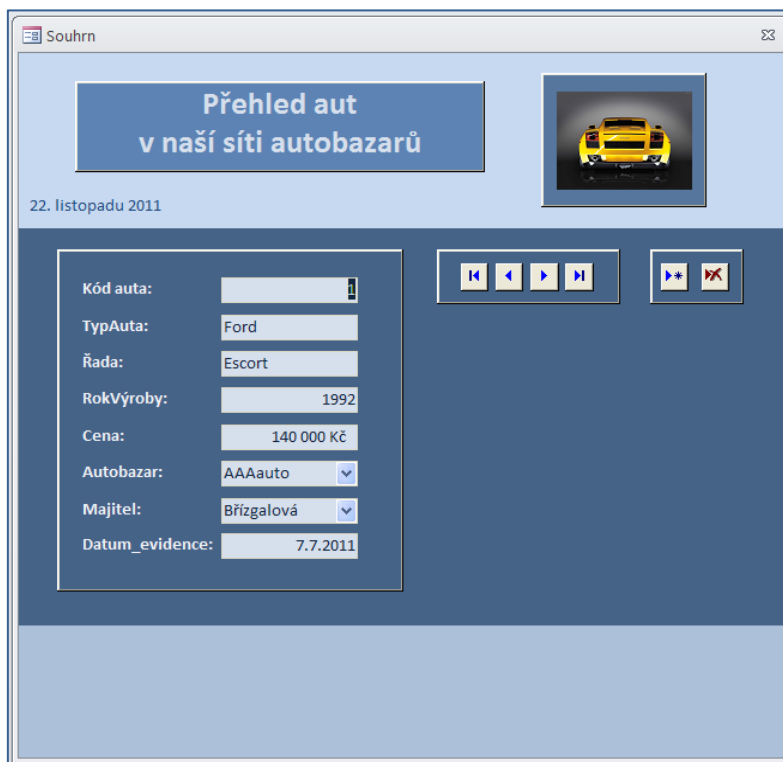 Souhrn
Přehled aut
v naší síti autobazarů
22. listopadu 2011
Kód auta: 1
TypAuta: Ford
Řada: Escort
RokVýroby: 1992
Cena: 140 000 Kč
Autobazar: AAAauto
Majitel: Břízgalová
Datum_evidence: 7.7.2011